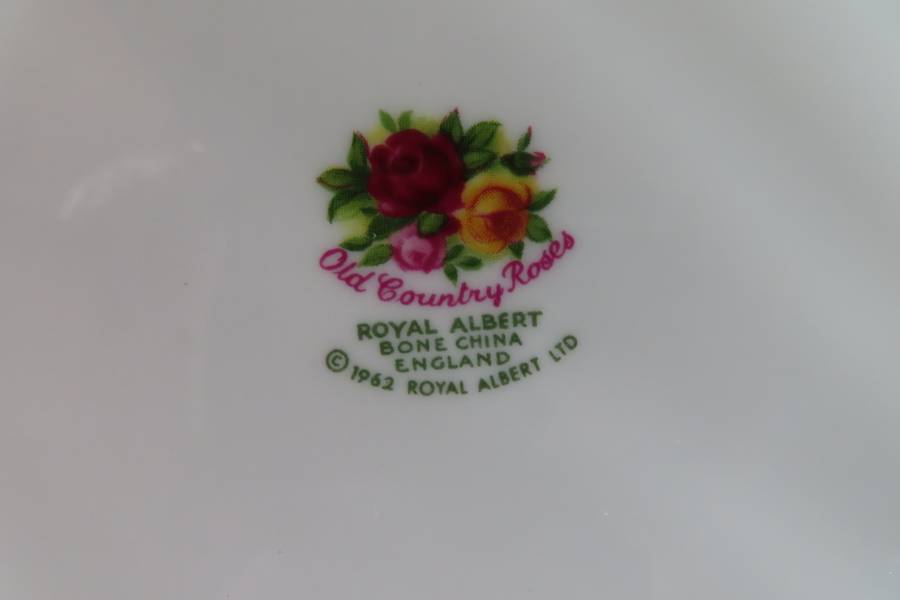 Old Country Roses
ROYAL ALBERT
BONE CHINA
ENGLAND
© 1962 ROYAL ALBERT LTD